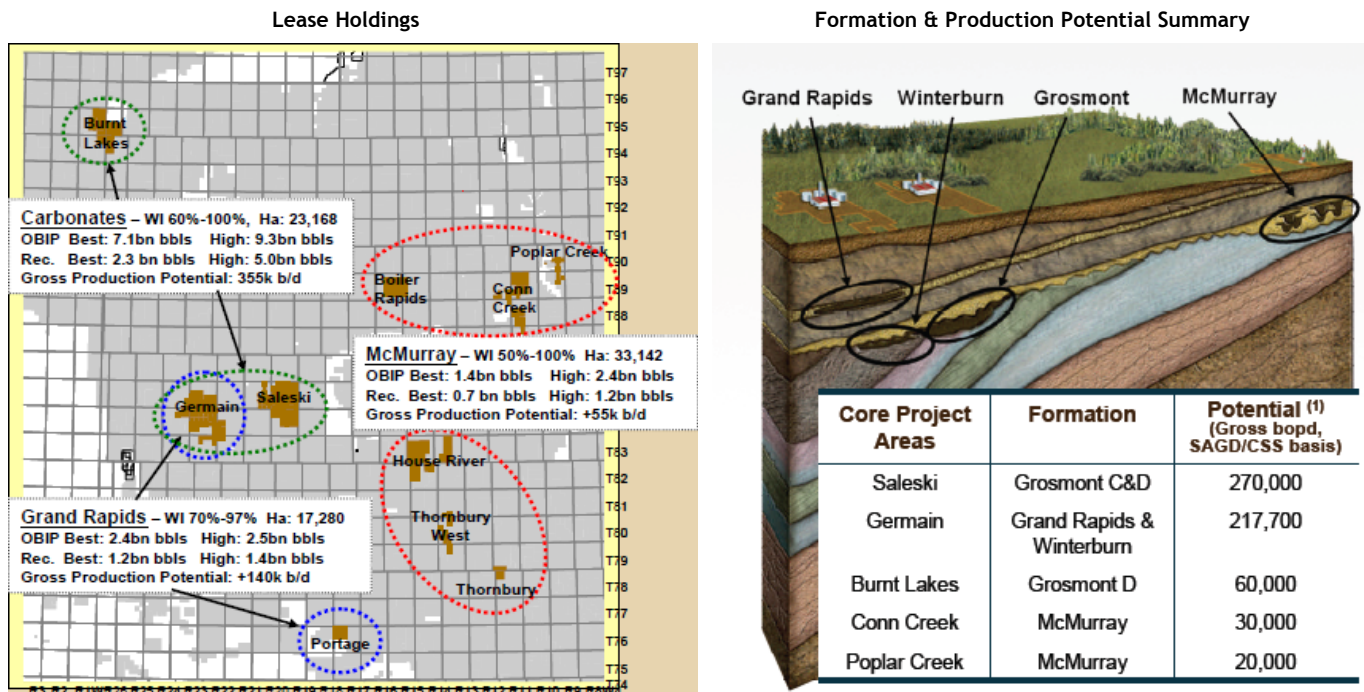 Lease Holdings
Formation & Production Potential Summary
T97
T96
T95
T94
T93
T92
T91
T90
T89
T88
T83
T82
T81
T80
T79
T78
T77
T76
T75
T74
Burnt
Lakes
Carbonates – WI 60%-100%, Ha: 23,168
OBIP Best: 7.1bn bbls High: 9.3bn bbls
Rec. Best: 2.3 bn bbls High: 5.0bn bbls
Gross Production Potential: 355k b/d
Poplar Creek
Boiler
Rapids
Conn
Creek
McMurray – WI 50%-100% Ha: 33,142
OBIP Best: 1.4bn bbls High: 2.4bn bbls
Rec. Best: 0.7 bn bbls High: 1.2bn bbls
Gross Production Potential: +55k b/d
Germain
Saleski
House River
Thornbury
West
Thornbury
Grand Rapids – WI 70%-97% Ha: 17,280
OBIP Best: 2.4bn bbls High: 2.5bn bbls
Rec. Best: 1.2bn bbls High: 1.4bn bbls
Gross Production Potential: +140k b/d
Portage
Grand Rapids Winterburn Grosmont McMurray
Core Project
Areas
Formation
Potential (1)
(Gross bopd,
SAGD/CSS basis)
Saleski Grosmont C&D 270,000
Germain Grand Rapids & 217,700
Winterburn
Burnt Lakes Grosmont D 60,000
Conn Creek McMurray 30,000
Poplar Creek McMurray 20,000